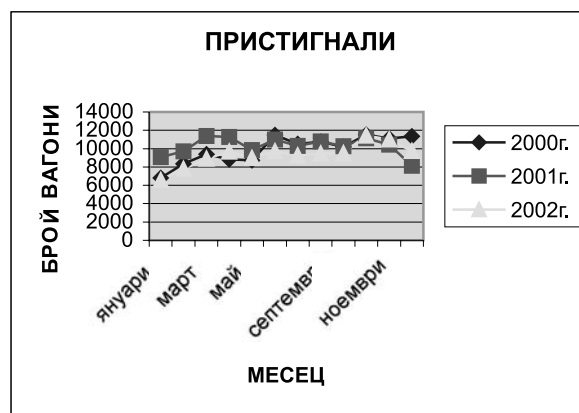 ПРИСТИГНАЛИ
БРОЙ ВАГОНИ
14000
12000
10000
8000
6000
4000
2000
0
януари
март
май
септемвр
ноември
МЕСЕЦ
2000г.
2001г.
2002г.